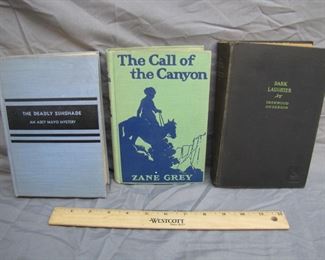 THE DEADLY SUNSHADE
AN ASEY MAYO MYSTERY
The Call of
the Canyon
ZANE GREY
DARK
LAUGHTER
SHERWOOD
ANDERSON
WESTCOTT